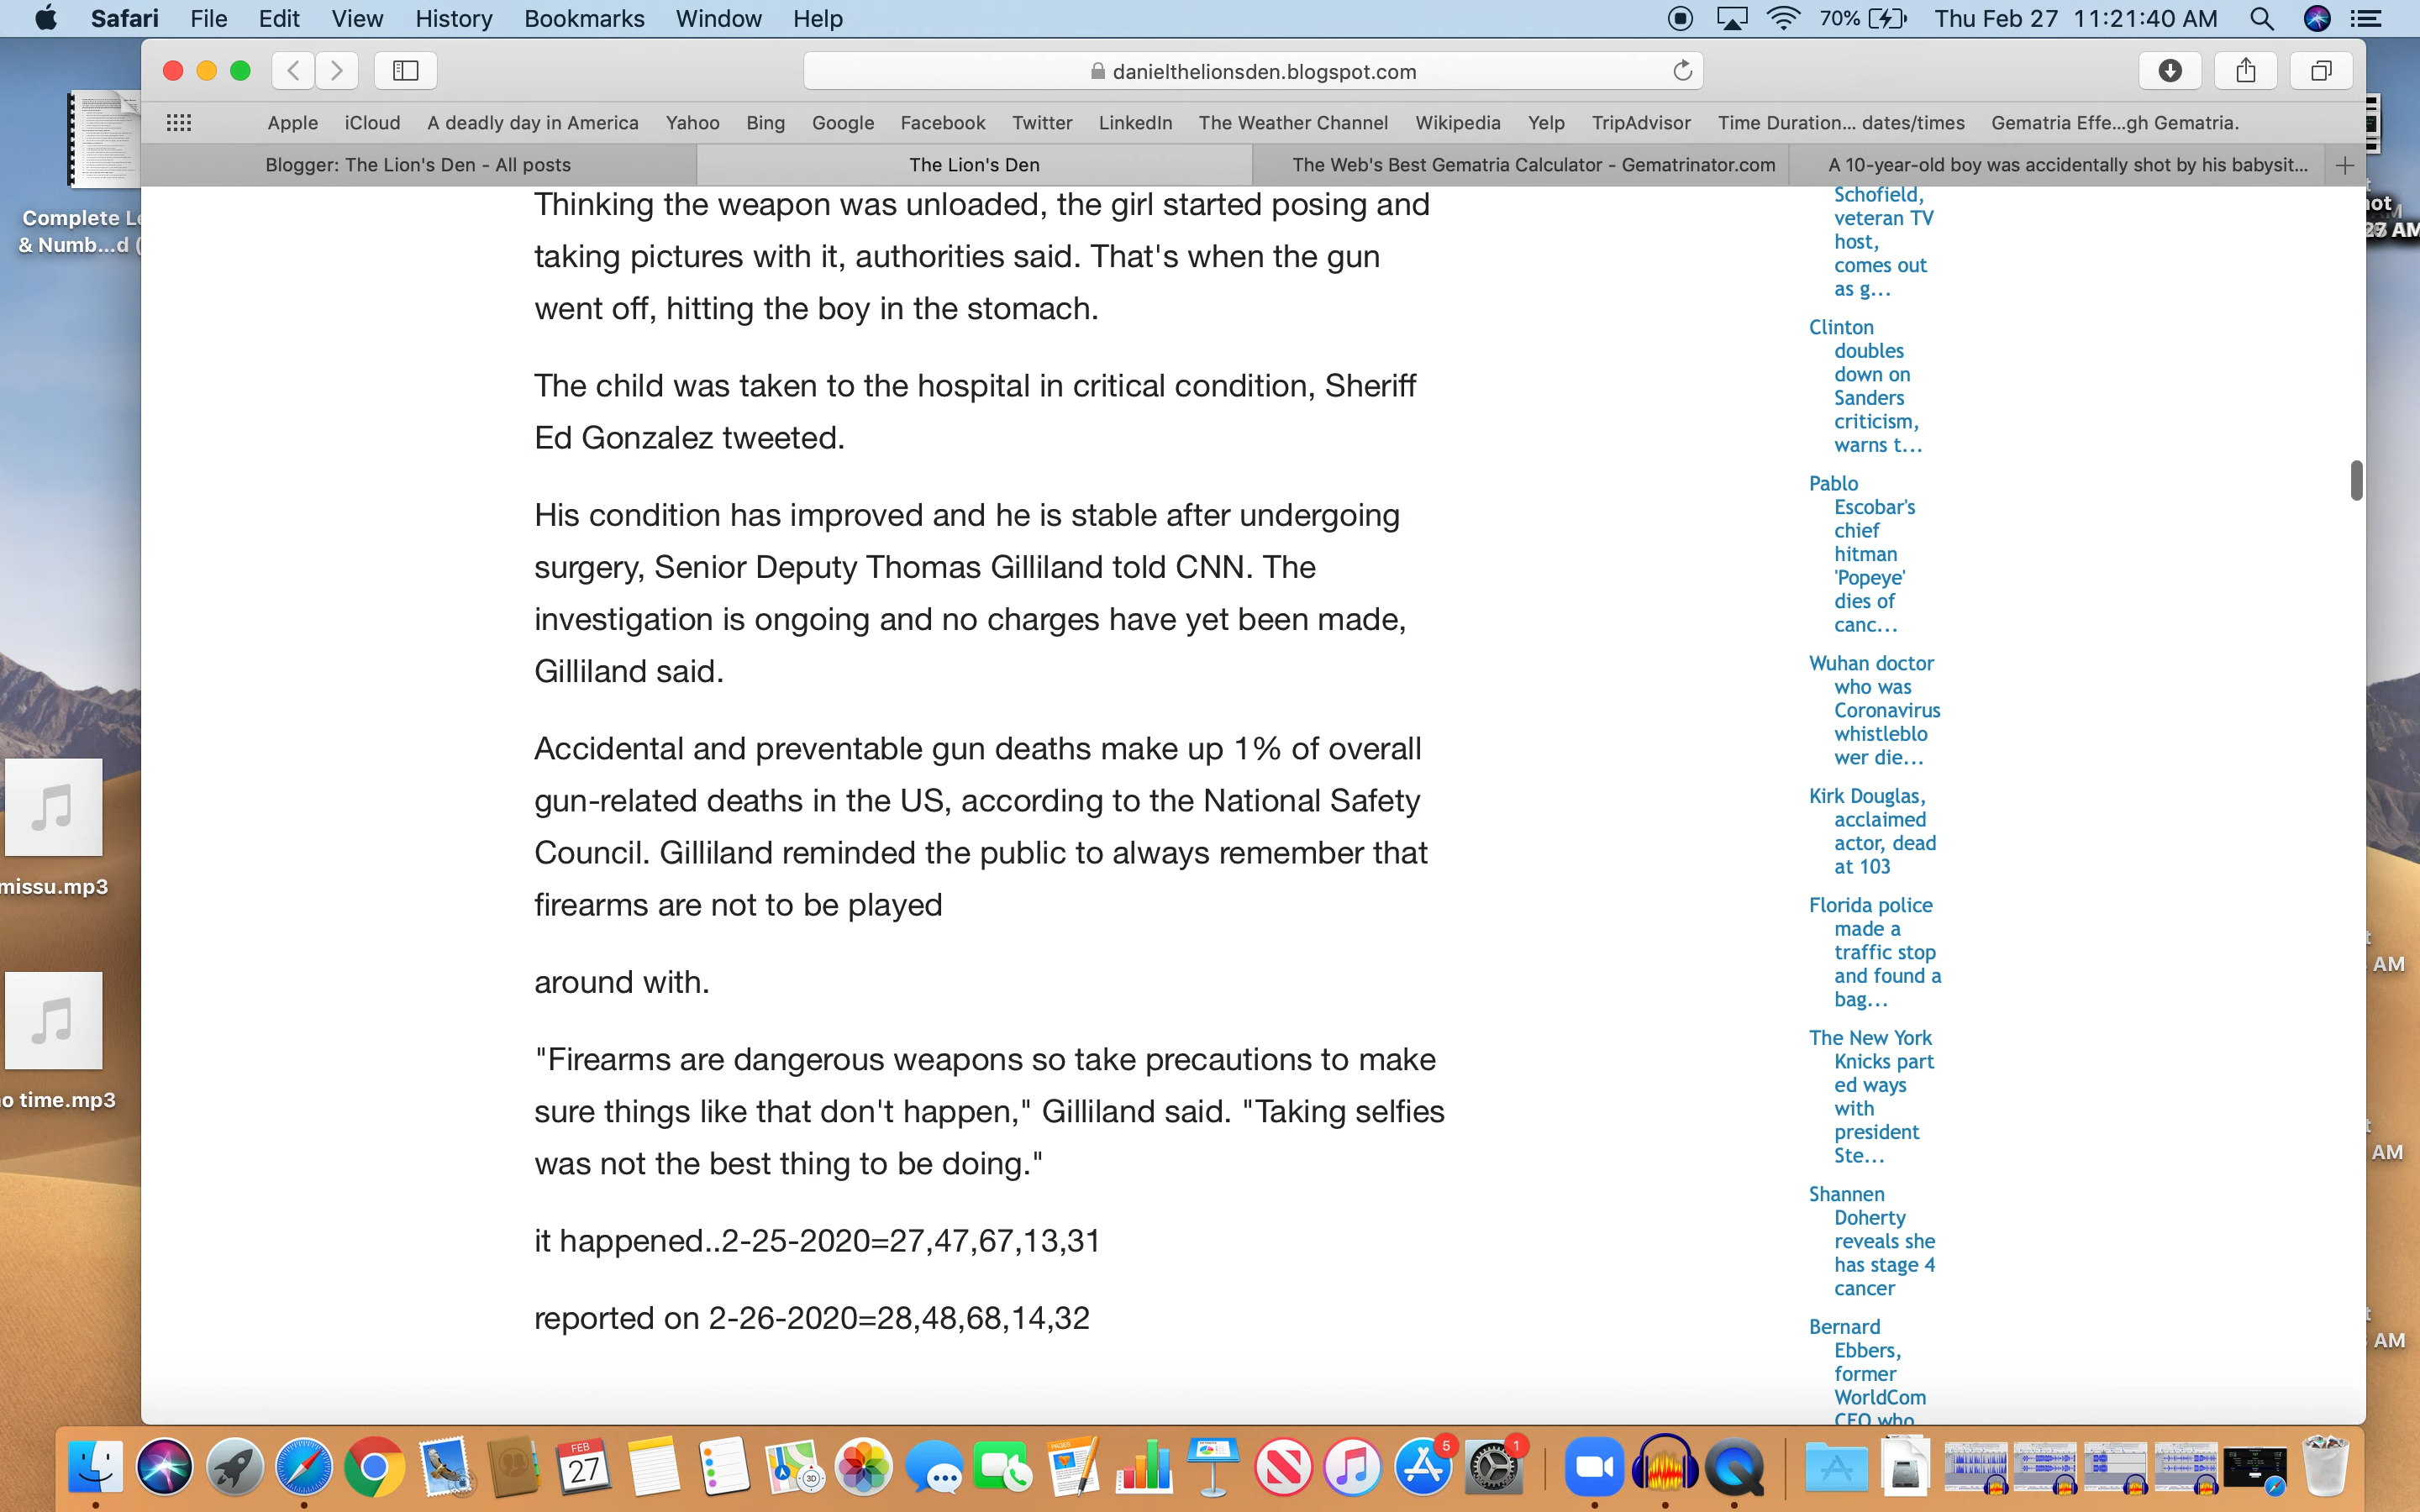 Safari File Edit View History Bookmarks Window Help 70% Thu Feb 27 11:21:40 AM
danielthelionsden.blogspot.com
Apple iCloud A deadly day in America Yahoo Bing Google Facebook Twitter LinkedIn The Weather Channel Wikipedia Yelp TripAdvisor Time Duration... dates/times Gematria Effe...gh Gematria.
Blogger: The Lion's Den - All posts The Lion's Den The Web's Best Gematria Calculator - Gematrinator.com A 10-year-old boy was accidentally shot by his babysit...
Complete Lo
& Numb...d (
missu.mp3
o time.mp3
Thinking the weapon was unloaded, the girl started posing and
taking pictures with it, authorities said. That's when the gun
went off, hitting the boy in the stomach.
The child was taken to the hospital in critical condition, Sheriff
Ed Gonzalez tweeted.
His condition has improved and he is stable after undergoing
surgery, Senior Deputy Thomas Gilliland told CNN. The
investigation is ongoing and no charges have yet been made,
Gilliland said.
Accidental and preventable gun deaths make up 1% of overall
gun-related deaths in the US, according to the National Safety
Council. Gilliland reminded the public to always remember that
firearms are not to be played
around with.
"Firearms are dangerous weapons so take precautions to make
sure things like that don't happen," Gilliland said. "Taking selfies
was not the best thing to be doing."
it happened..2-25-2020=27,47,67,13,31
reported on 2-26-2020=28,48,68,14,32
Schofield,
veteran TV
host,
comes out
as g...
Clinton
doubles
down on
Sanders
criticism,
warns t...
Pablo
Escobar's
chief
hitman
'Popeye'
dies of
canc...
Wuhan doctor
who was
Coronavirus
whistleblo
wer die...
Kirk Douglas,
acclaimed
actor, dead
at 103
Florida police
made a
traffic stop
and found a
bag...
The New York
Knicks part
ed ways
with
president
Ste...
Shannen
Doherty
reveals she
has stage 4
cancer
Bernard
Ebbers,
former
WorldCom
CEO who
AM
AM
AM
FEB
27
3D
PAGES
5
1